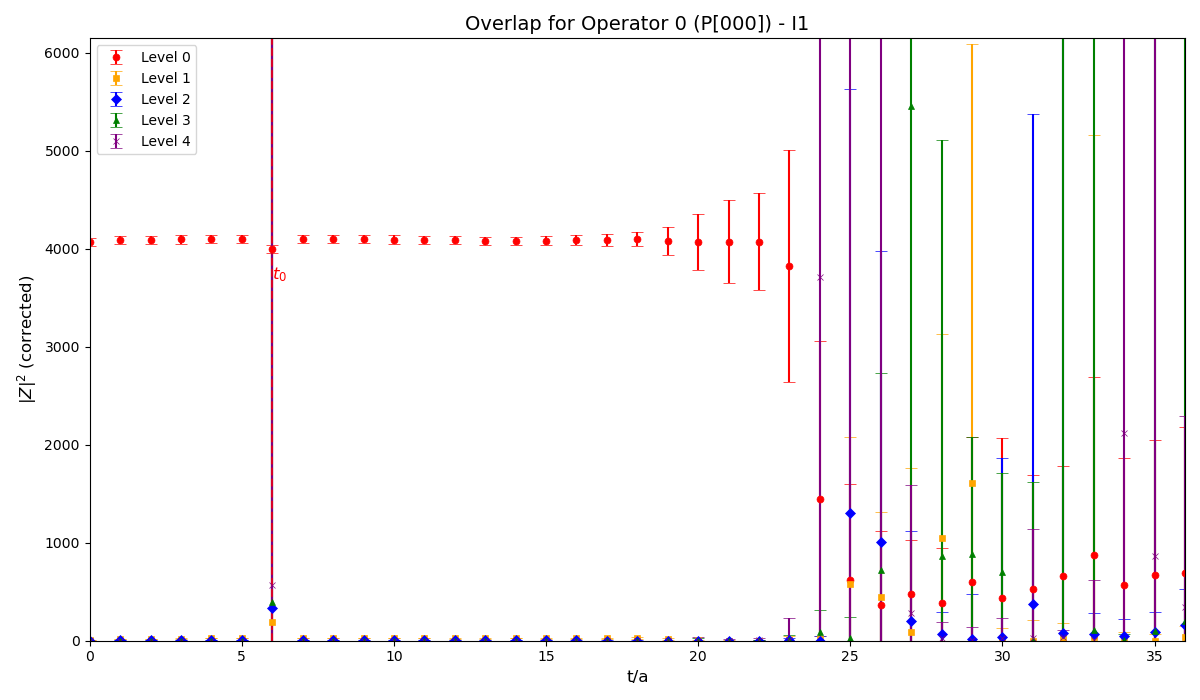 Overlap for Operator 0 (P[000]) - I1
|Z|² (corrected)
6000
5000
4000
3000
2000
1000
0
Level 0
Level 1
Level 2
Level 3
Level 4
t₀
0 5 10 15 20 25 30 35
t/a